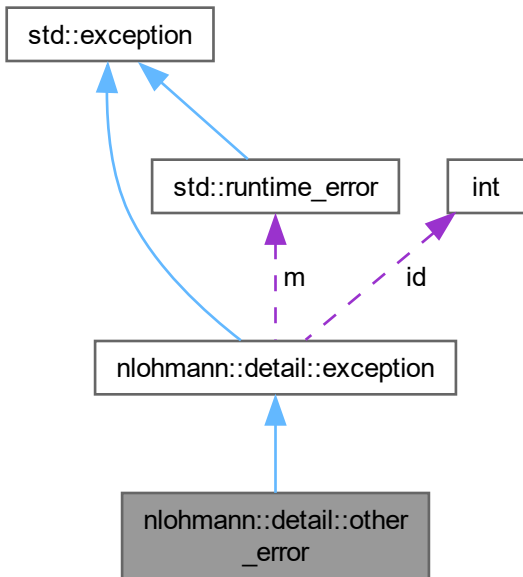 std::exception
std::runtime_error
int
m
id
nlohmann::detail::exception
nlohmann::detail::other
_error